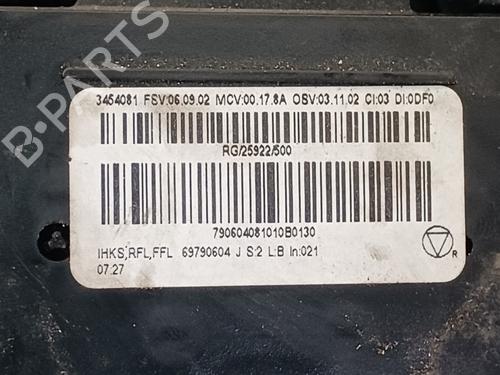 B-PARTS
3454081 FSV:06.09.02 MCV:00.17.8A OSV:03.11.02 CI:03 DI:0DF0
RG/25922/500
790604081010B0130
IHKS,RFL,FFL 69790604 J S:2 L:B In:021
07.27
R